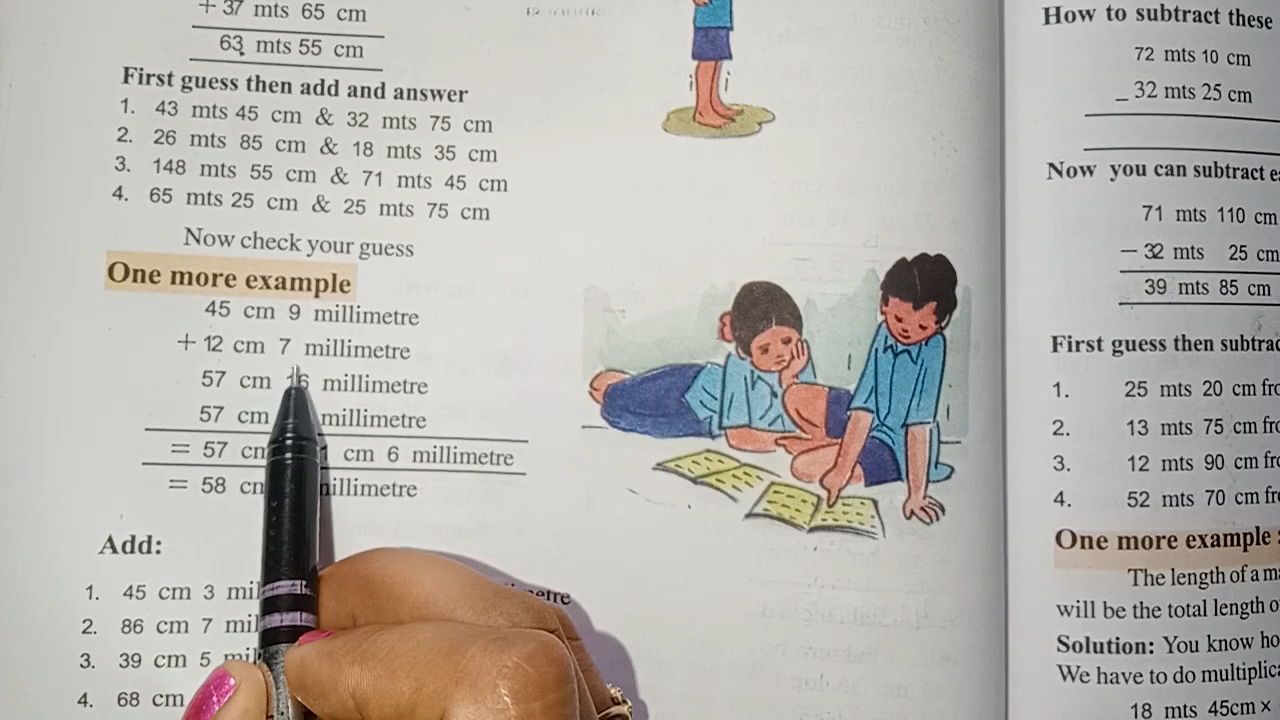 + 37 mts 65 cm
63 mts 55 cm
First guess then add and answer
1. 43 mts 45 cm & 32 mts 75 cm
2. 26 mts 85 cm & 18 mts 35 cm
3. 148 mts 55 cm & 71 mts 45 cm
4. 65 mts 25 cm & 25 mts 75 cm
Now check your guess
One more example
45 cm 9 millimetre
+ 12 cm 7 millimetre
57 cm 16 millimetre
57 cm millimetre
= 57 cm 1 cm 6 millimetre
= 58 cm millimetre
Add:
1. 45 cm 3
2. 86 cm 7
3. 39 cm 5
4. 68 cm
How to subtract these
72 mts 10 cm
_ 32 mts 25 cm
Now you can subtract
71 mts 110 cm
− 32 mts 25 cm
39 mts 85 cm
First guess then
1. 25 mts 20 cm
2. 13 mts 75 cm
3. 12 mts 90 cm
4. 52 mts 70 cm
One more example :
The length of a
will be the total length
Solution: You know
We have to do
18 mts 45cm ×